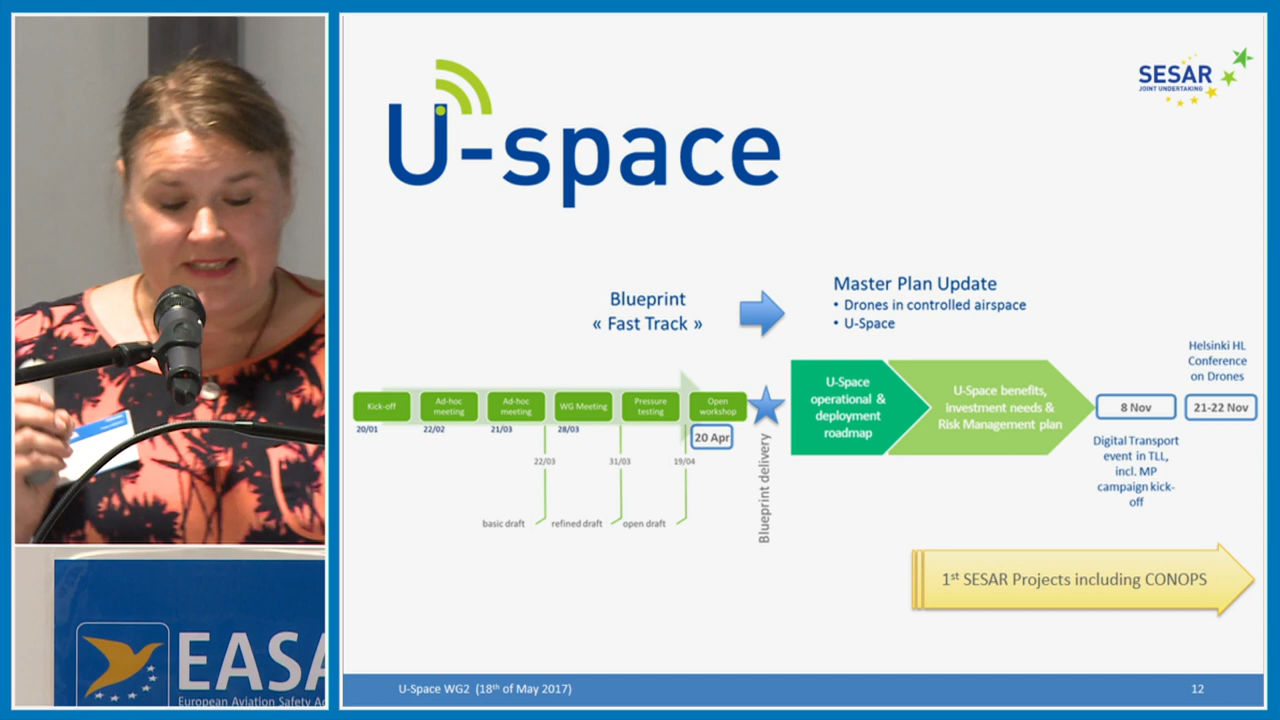 U-space
SESAR
JOINT UNDERTAKING
Blueprint
« Fast Track »
Master Plan Update
• Drones in controlled airspace
• U-Space
Helsinki HL
Conference
on Drones
Kick-off
Ad-hoc
meeting
Ad-hoc
meeting
WG Meeting
Pressure
testing
Open
workshop
20/01
22/02
21/03
28/03
20 Apr
22/03
31/03
19/04
basic draft
refined draft
open draft
Blueprint delivery
U-Space
operational &
deployment
roadmap
U-Space benefits,
investment needs &
Risk Management plan
8 Nov
21-22 Nov
Digital Transport
event in TLL,
incl. MP
campaign kick-
off
1st SESAR Projects including CONOPS
U-Space WG2 (18th of May 2017)
12
EASA
European Aviation Safety A